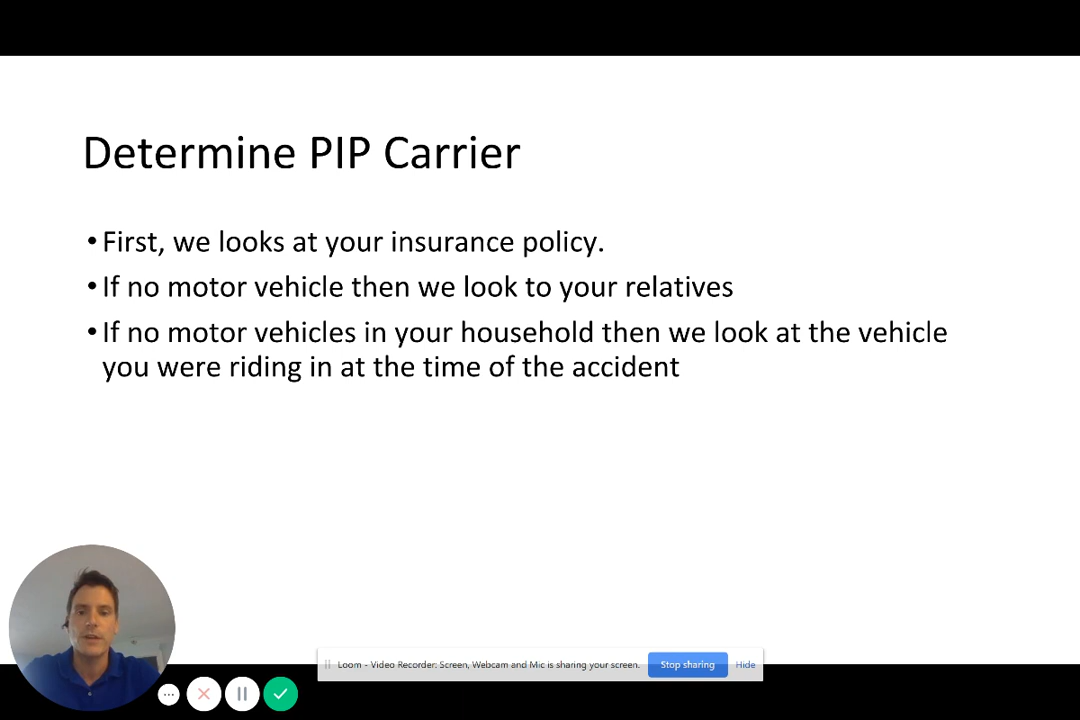 Determine PIP Carrier
•First, we looks at your insurance policy.
•If no motor vehicle then we look to your relatives
•If no motor vehicles in your household then we look at the vehicle
you were riding in at the time of the accident
Loom - Video Recorder: Screen, Webcam and Mic is sharing your screen. Stop sharing Hide